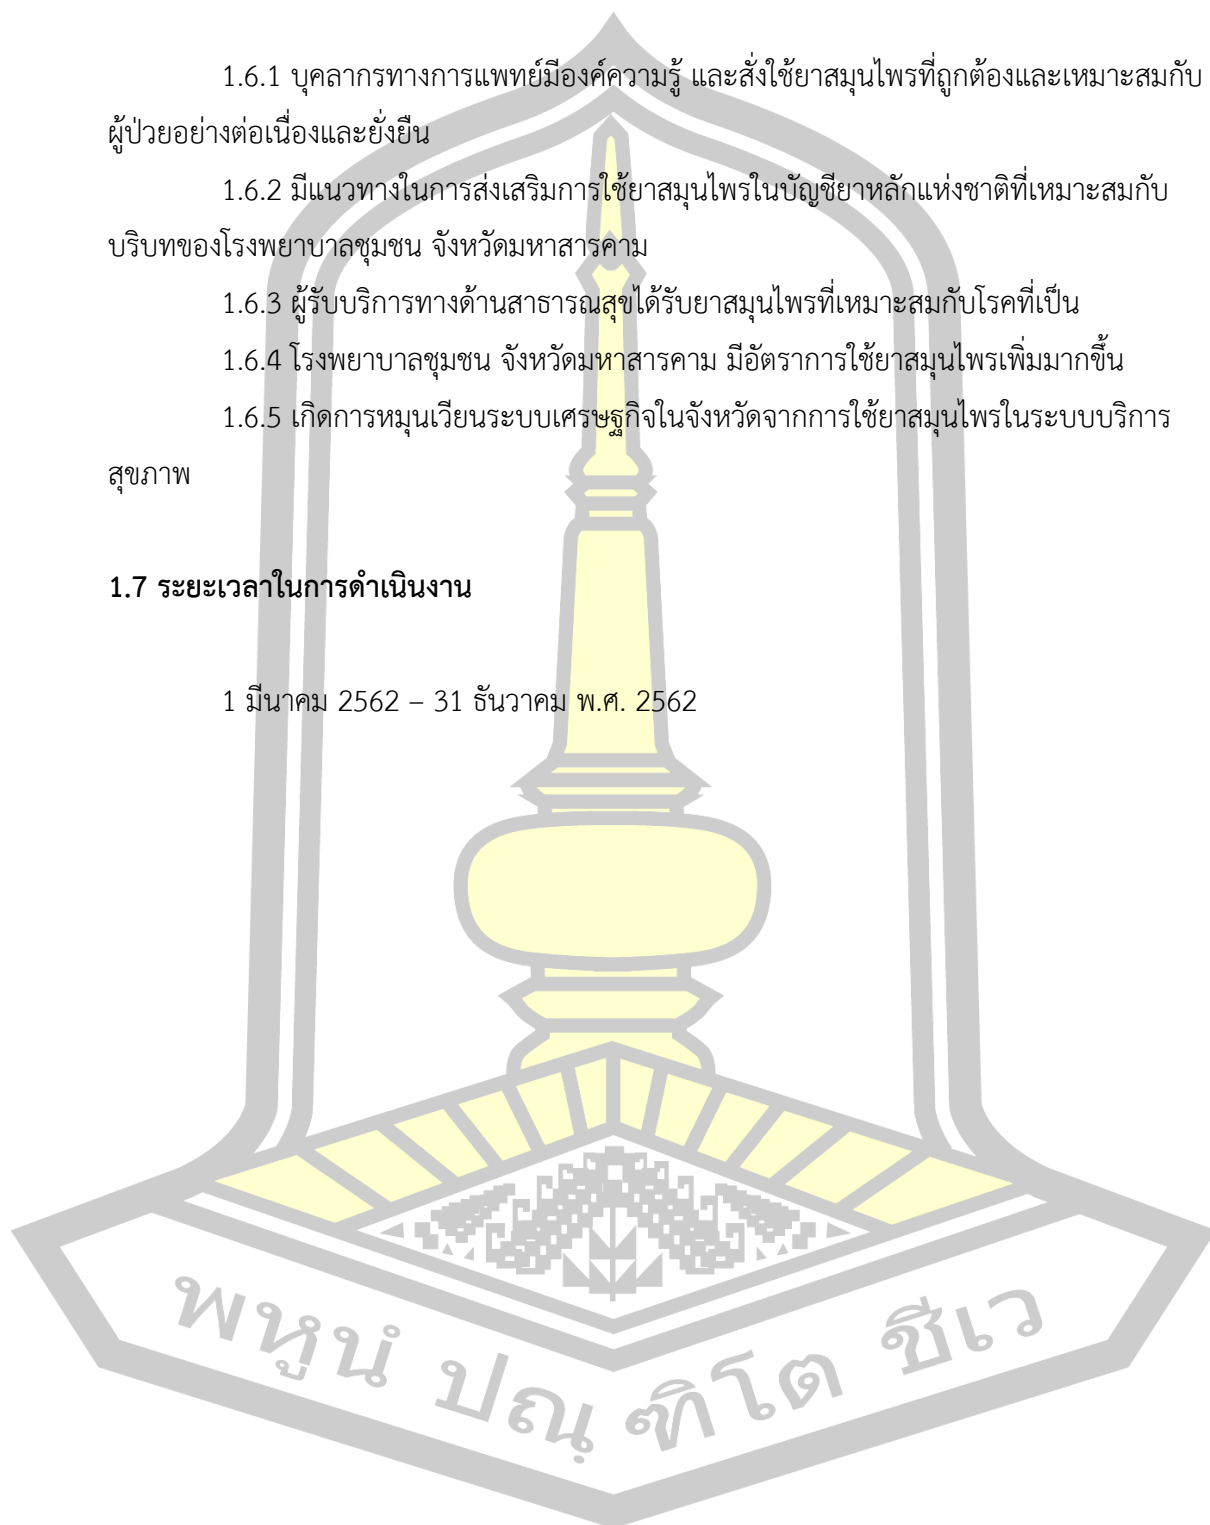 1.6.1 บุคลากรทางการแพทย์มีองค์ความรู้ และสั่งใช้ยาสมุนไพรที่ถูกต้องและเหมาะสมกับ
ผู้ป่วยอย่างต่อเนื่องและยั่งยืน
1.6.2 มีแนวทางในการส่งเสริมการใช้ยาสมุนไพรในบัญชียาหลักแห่งชาติที่เหมาะสมกับ
บริบทของโรงพยาบาลชุมชน จังหวัดมหาสารคาม
1.6.3 ผู้รับบริการทางด้านสาธารณสุขได้รับยาสมุนไพรที่เหมาะสมกับโรคที่เป็น
1.6.4 โรงพยาบาลชุมชน จังหวัดมหาสารคาม มีอัตราการใช้ยาสมุนไพรเพิ่มมากขึ้น
1.6.5 เกิดการหมุนเวียนระบบเศรษฐกิจในจังหวัดจากการใช้ยาสมุนไพรในระบบบริการ
สุขภาพ
1.7 ระยะเวลาในการดำเนินงาน
1 มีนาคม 2562 – 31 ธันวาคม พ.ศ. 2562
พหูนํ ปณฺ ฑิโต ชีเว